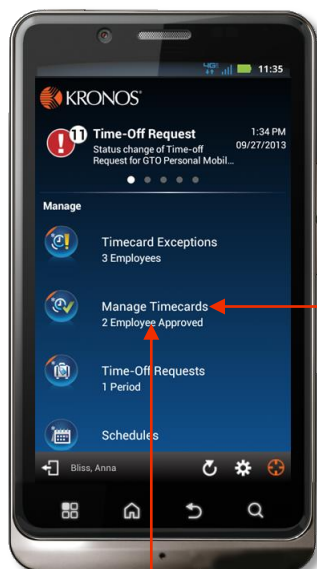 4G
11:35
KRONOS®
11
Time-Off Request
1:34 PM
Status change of Time-off
09/27/2013
Request for GTO Personal Mobil...
Manage
Timecard Exceptions
3 Employees
Manage Timecards
2 Employee Approved
Time-Off Requests
1 Period
Schedules
Bliss, Anna